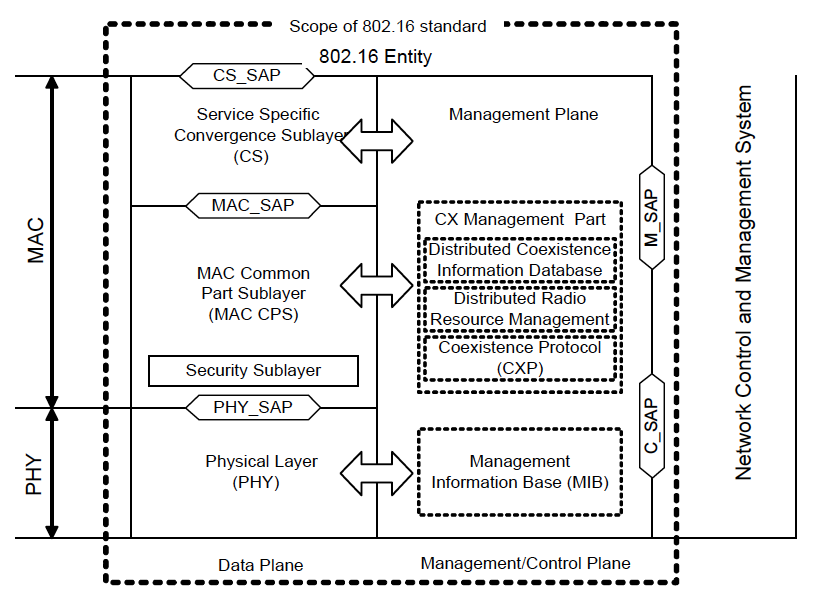 Scope of 802.16 standard
802.16 Entity
CS_SAP
Service Specific
Convergence Sublayer
(CS)
Management Plane
MAC_SAP
MAC Common
Part Sublayer
(MAC CPS)
Security Sublayer
PHY_SAP
Physical Layer
(PHY)
CX Management Part
Distributed Coexistence
Information Database
Distributed Radio
Resource Management
Coexistence Protocol
(CXP)
Management
Information Base (MIB)
M_SAP
C_SAP
Network Control and Management System
MAC
PHY
Data Plane
Management/Control Plane